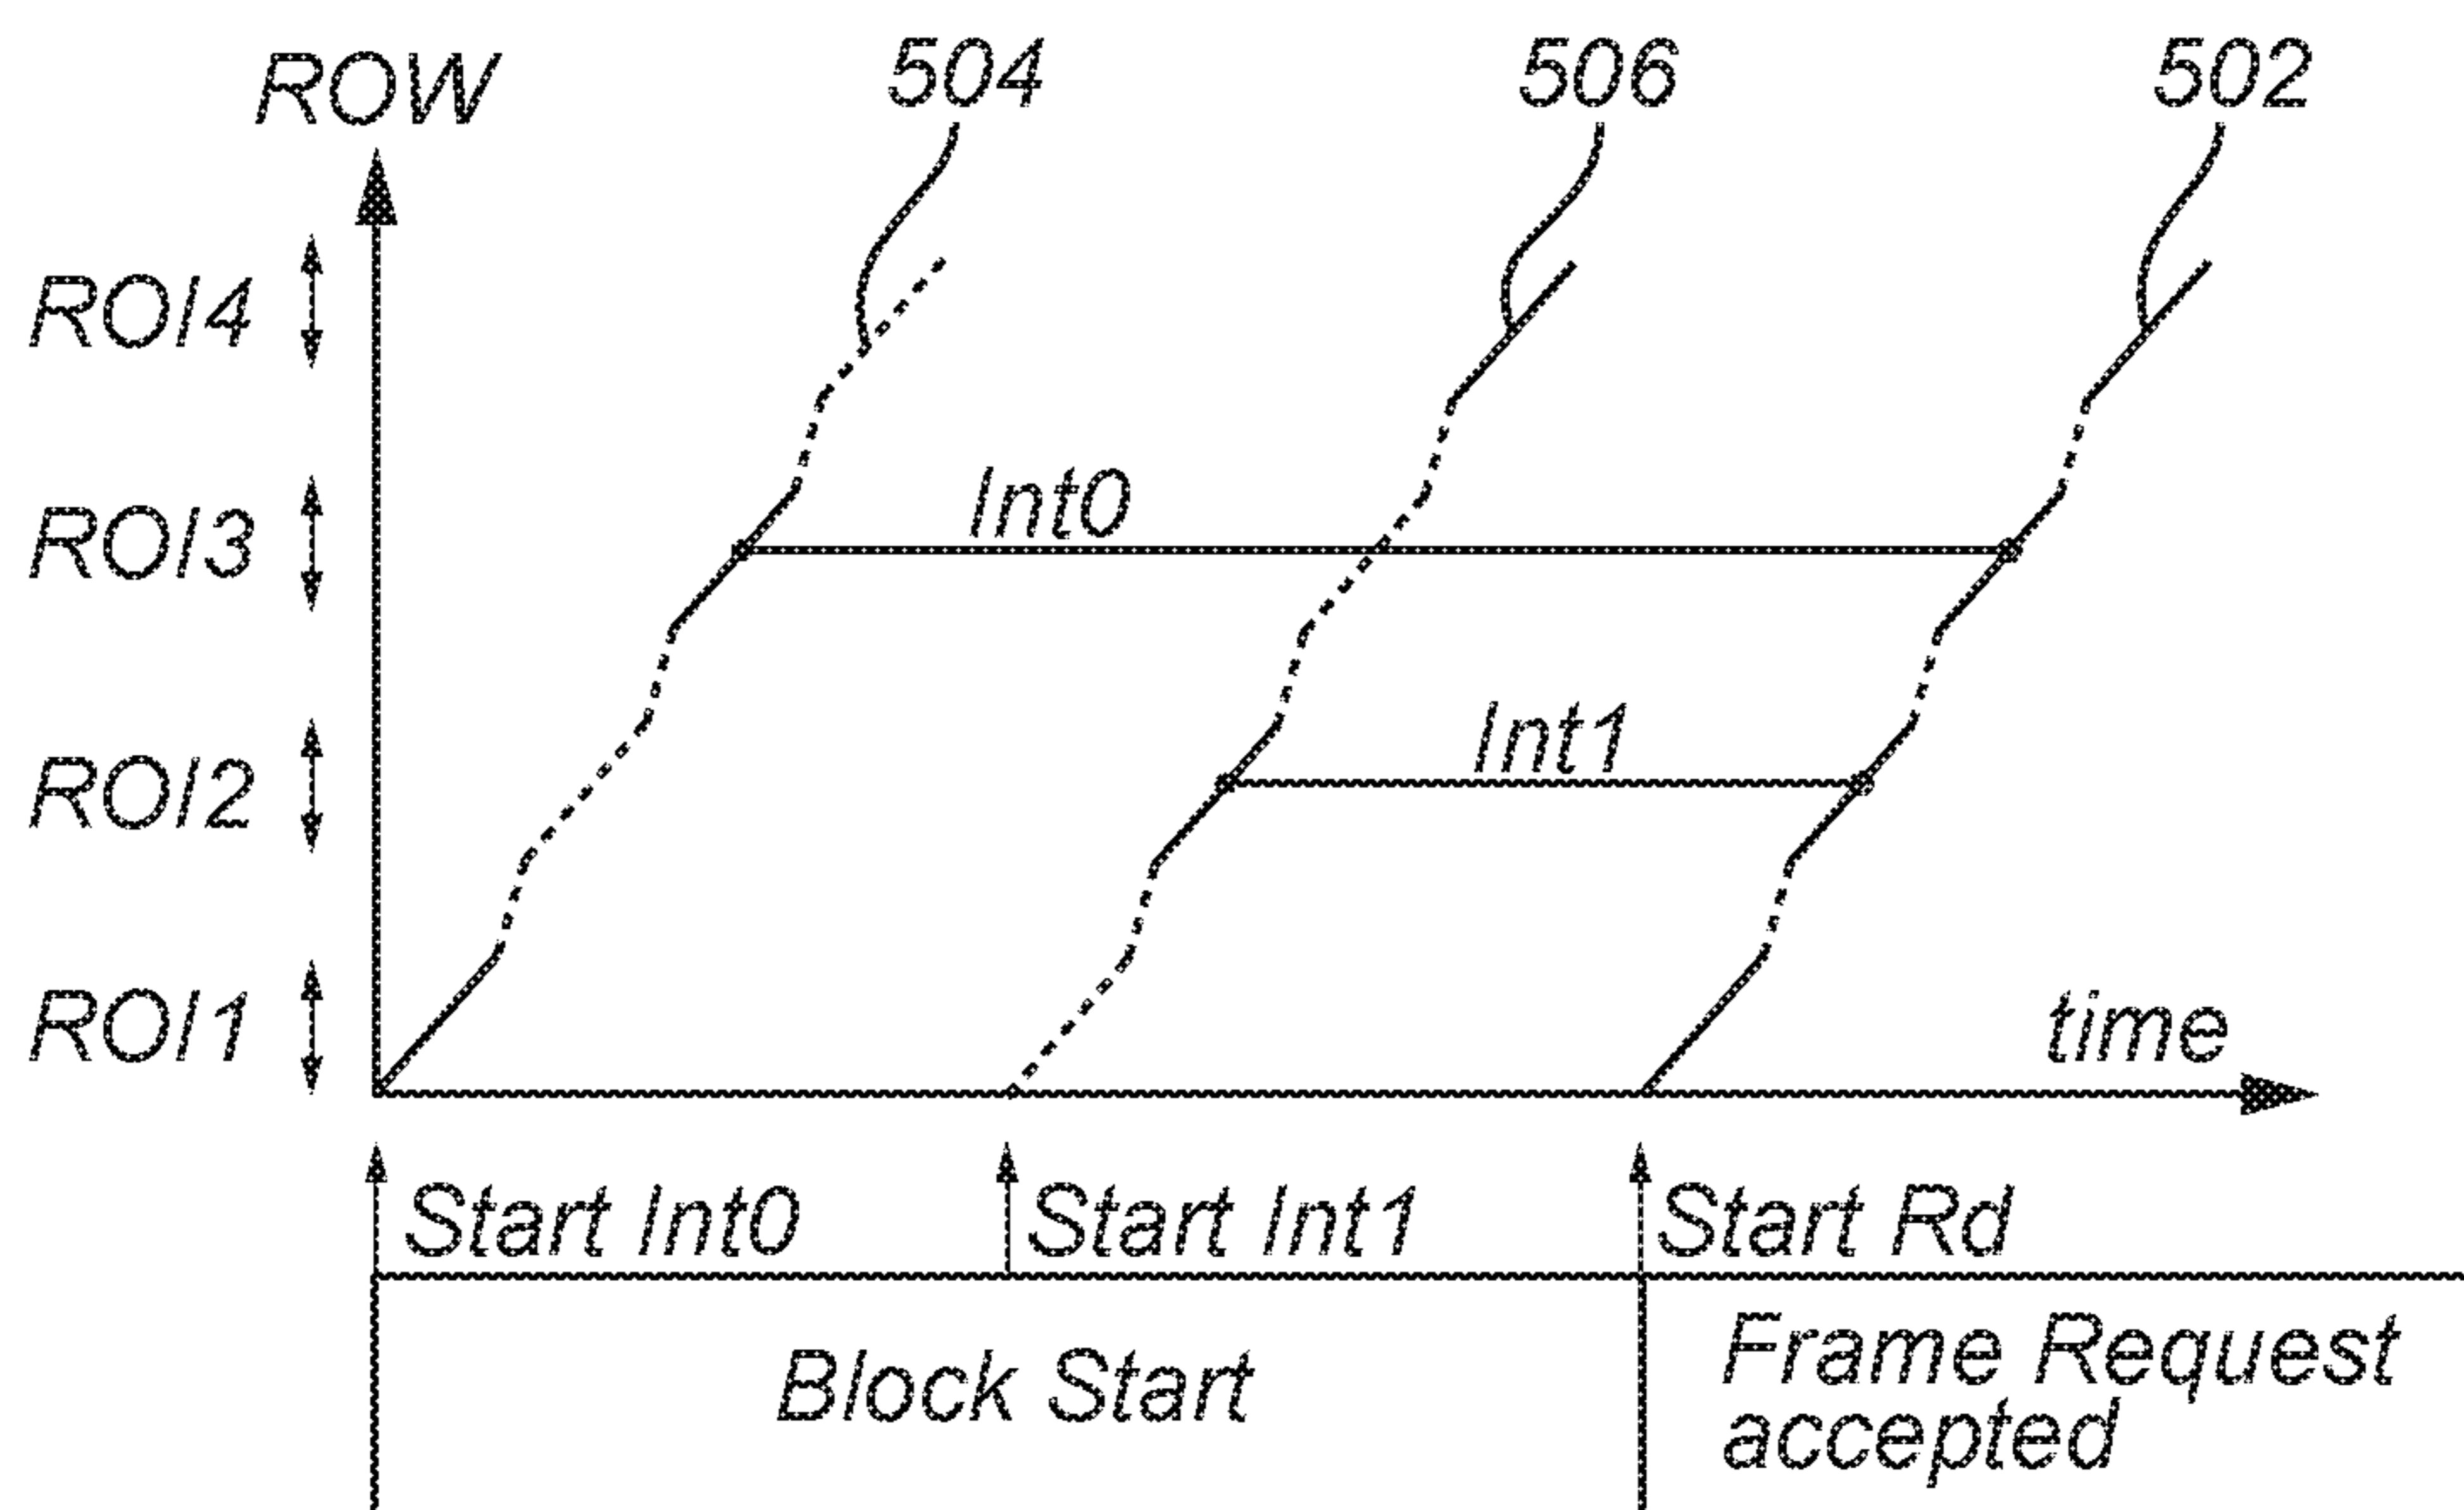 ROW
504
506
502
ROI4
ROI3
Int0
ROI2
Int1
ROI1
time
Start Int0
Start Int1
Start Rd
Block Start
Frame Request
accepted